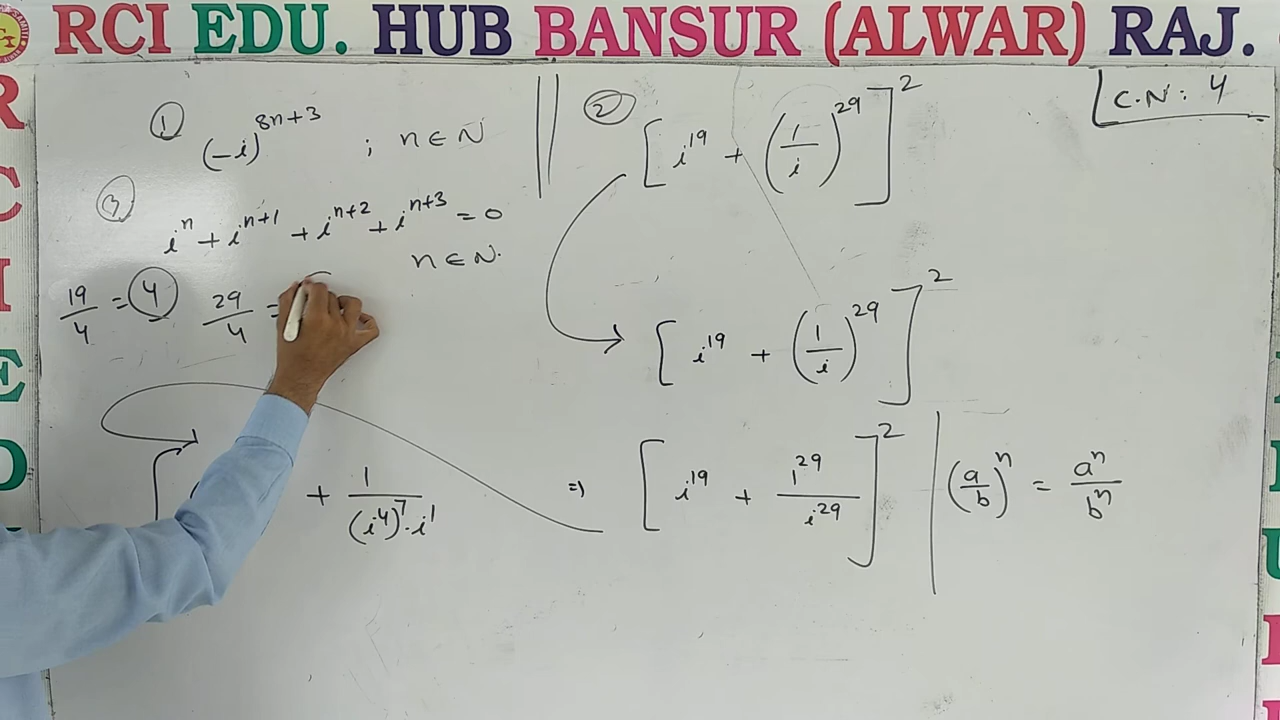 RCI EDU. HUB BANSUR (ALWAR) RAJ.
C.N: 4
① (-i)^{8n+3} ; n ∈ N
② [i^{19} + (1/i)^{29}]^2
③ i^n + i^{n+1} + i^{n+2} + i^{n+3} = 0
n ∈ N.
19/4 = 4 29/4 =
[i^{19} + (1/i)^{29}]^2
⇒ [i^{19} + 1^{29}/i^{29}]^2 | (a/b)^n = a^n/b^n
[ + 1/((i^4)^7 · i^1)